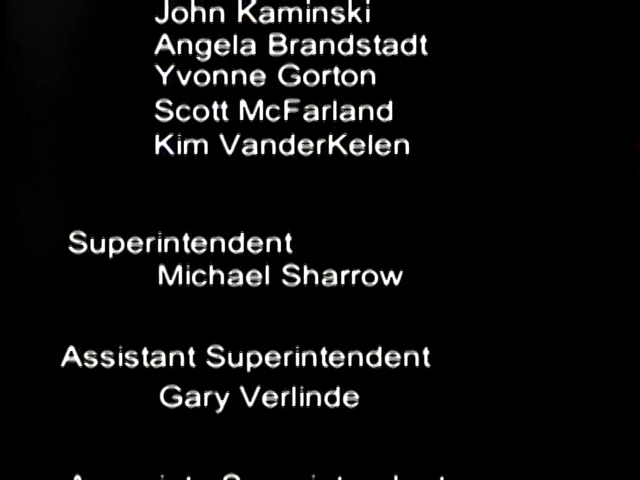 John Kaminski
Angela Brandstadt
Yvonne Gorton
Scott McFarland
Kim VanderKelen
Superintendent
Michael Sharrow
Assistant Superintendent
Gary Verlinde